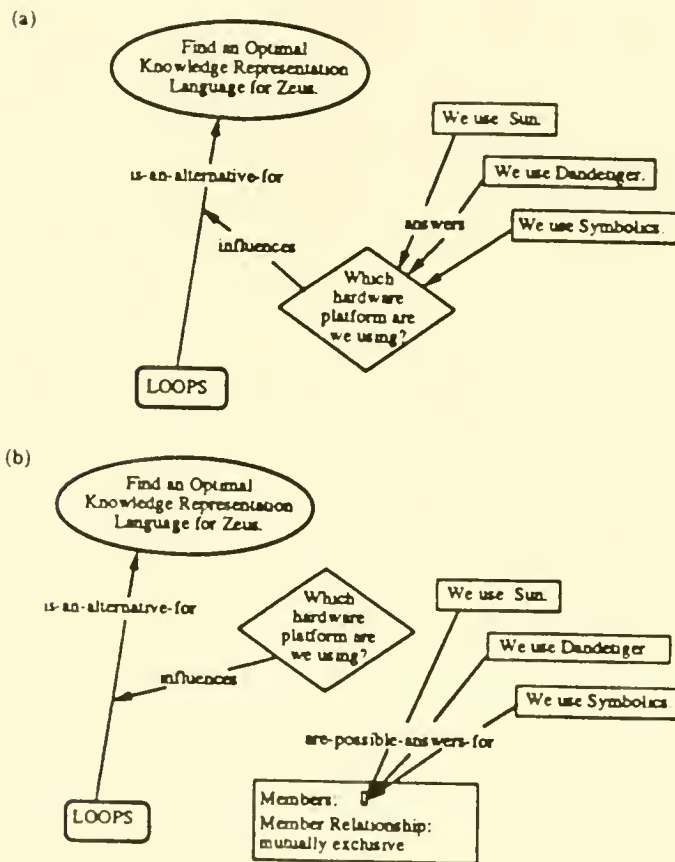 (a)
Find an Optimal
Knowledge Representation
Language for Zeus.
We use Sun.
is-an-alternative-for
We use Dandetiger.
answers
We use Symbolics.
influences
Which
hardware
platform are
we using?
LOOPS
(b)
Find an Optimal
Knowledge Representation
Language for Zeus.
Which
hardware
platform are
we using?
We use Sun.
is-an-alternative-for
We use Dandetiger
influences
We use Symbolics.
are-possible-answers-for
Members:
Member Relationship:
mutually exclusive
LOOPS